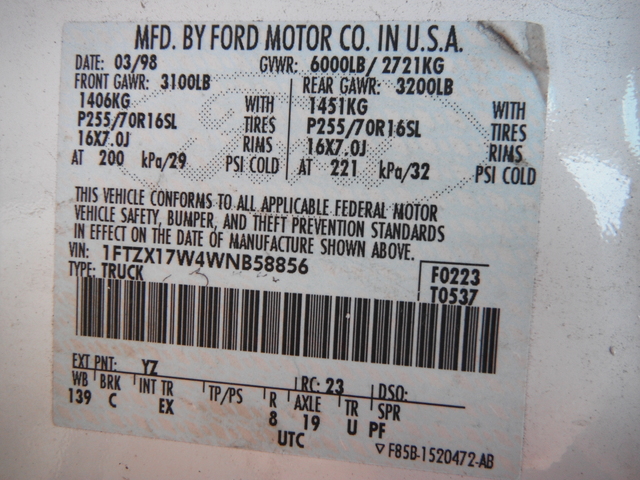 MFD. BY FORD MOTOR CO. IN U.S.A.
DATE: 03/98 GVWR: 6000LB/ 2721KG
FRONT GAWR: 3100LB REAR GAWR: 3200LB
1406KG WITH 1451KG WITH
P255/70R16SL TIRES P255/70R16SL TIRES
16X7.0J RIMS 16X7.0J RIMS
AT 200 kPa/29 PSI COLD AT 221 kPa/32 PSI COLD
THIS VEHICLE CONFORMS TO ALL APPLICABLE FEDERAL MOTOR
VEHICLE SAFETY, BUMPER, AND THEFT PREVENTION STANDARDS
IN EFFECT ON THE DATE OF MANUFACTURE SHOWN ABOVE.
VIN: 1FTZX17W4WNB58856 F0223
TYPE: TRUCK T0537
EXT PNT: YZ RC: 23 DSO:
WB BRK INT TR TP/PS R AXLE TR SPR
139 C EX 8 19 U PF
UTC
F85B-1520472-AB